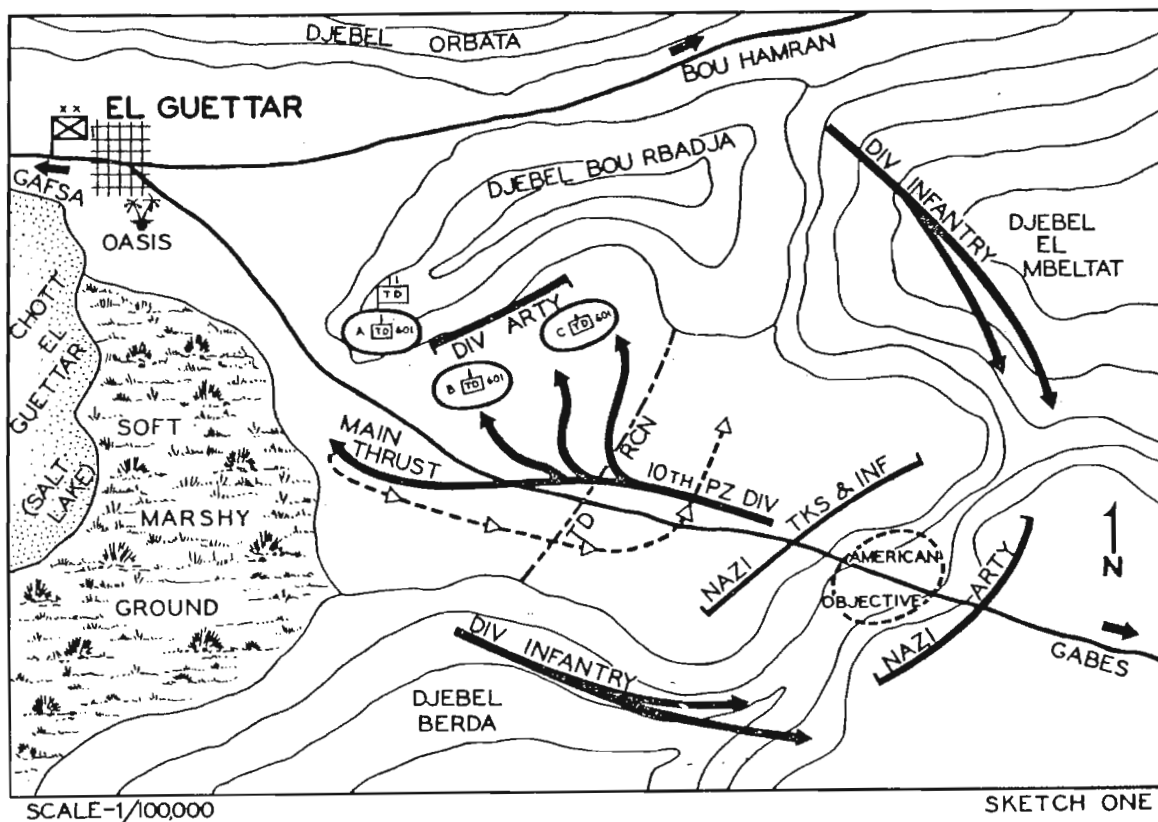 DJEBEL ORBATA
BOU HAMRAN
EL GUETTAR
x x
GAFSA
OASIS
DJEBEL BOU RBADJA
DIV INFANTRY
DJEBEL
EL
MBELTAT
CHOTT EL
GUETTAR
(SALT
LAKE)
TD
A TD 601
DIV ARTY
C TD 601
B TD 601
SOFT
MARSHY
GROUND
MAIN
THRUST
TD RCN
10TH PZ DIV
NAZI TKS & INF
AMERICAN
OBJECTIVE
NAZI ARTY
N
GABES
DIV INFANTRY
DJEBEL
BERDA
SCALE-1/100,000
SKETCH ONE